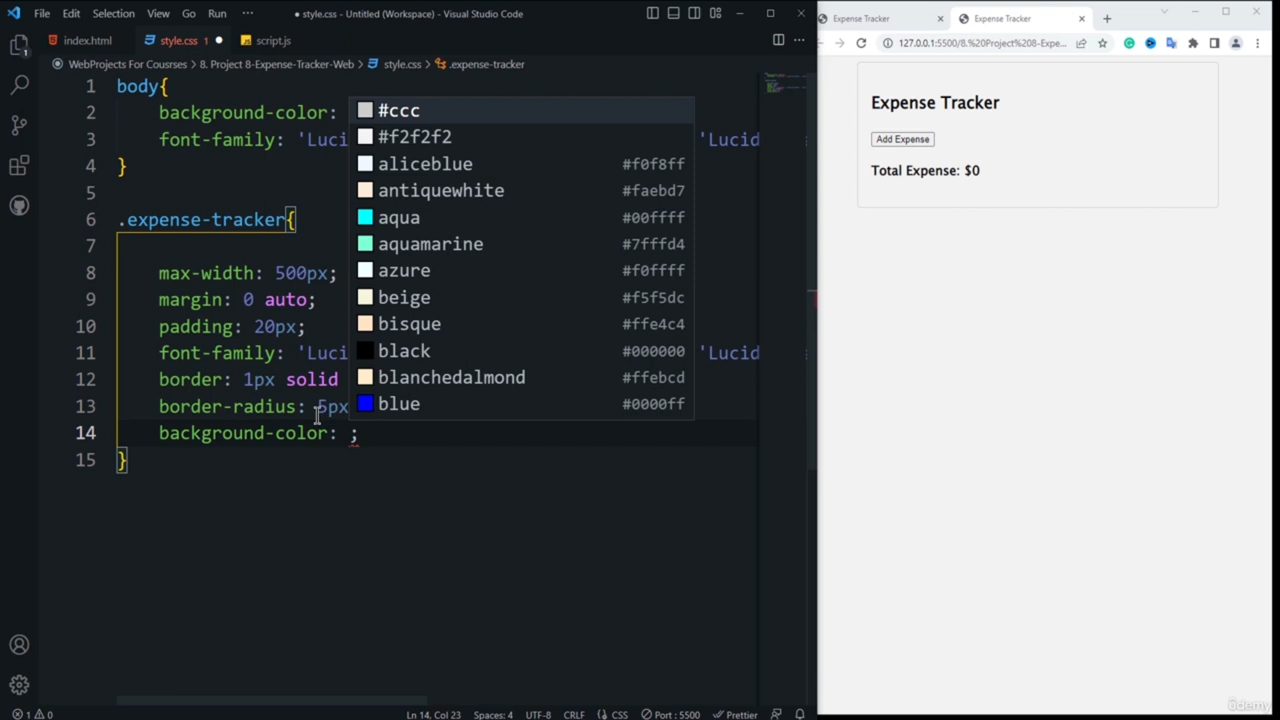 File Edit Selection View Go Run ··· ● style.css - Untitled (Workspace) - Visual Studio Code
index.html style.css 1 ● script.js
WebProjects For Coursses > 8. Project 8-Expense-Tracker-Web > style.css > .expense-tracker
1 body{
2 background-color:
3 font-family: 'Luci 'Lucid
4 }
5
6 .expense-tracker{
7
8 max-width: 500px;
9 margin: 0 auto;
10 padding: 20px;
11 font-family: 'Luci 'Lucid
12 border: 1px solid
13 border-radius: 5px
14 background-color: ;
15 }
#ccc
#f2f2f2
aliceblue #f0f8ff
antiquewhite #faebd7
aqua #00ffff
aquamarine #7fffd4
azure #f0ffff
beige #f5f5dc
bisque #ffe4c4
black #000000
blanchedalmond #ffebcd
blue #0000ff
1 0 Ln 14, Col 23 Spaces: 4 UTF-8 CRLF CSS Port : 5500 Prettier
Expense Tracker Expense Tracker
127.0.0.1:5500/8.%20Project%208-Expe...
Expense Tracker
Add Expense
Total Expense: $0
ûdemy